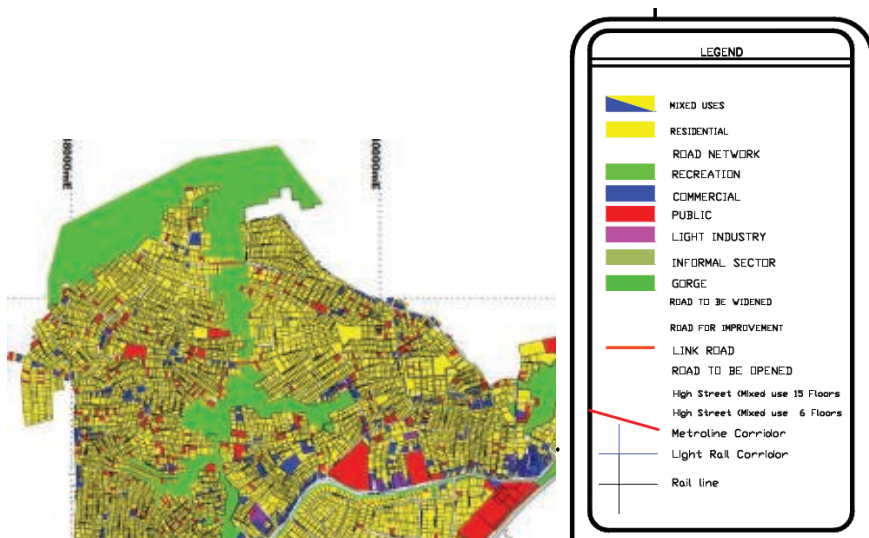 LEGEND
MIXED USES
RESIDENTIAL
ROAD NETWORK
RECREATION
COMMERCIAL
PUBLIC
LIGHT INDUSTRY
INFORMAL SECTOR
GORGE
ROAD TO BE WIDENED
ROAD FOR IMPROVEMENT
LINK ROAD
ROAD TO BE OPENED
High Street (Mixed use 15 Floors
High Street (Mixed use 6 Floors
Metroline Corridor
Light Rail Corridor
Rail line